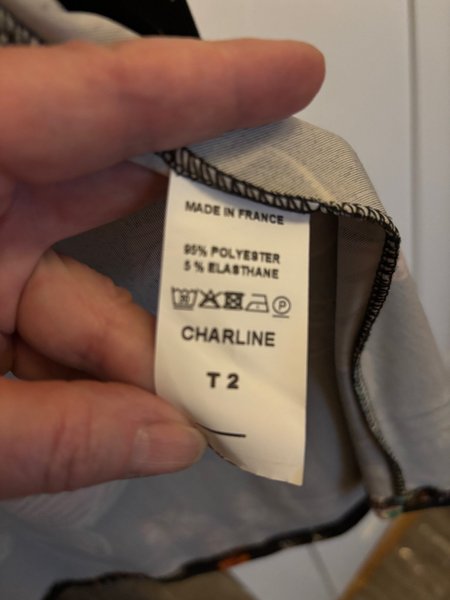 MADE IN FRANCE
95% POLYESTER
5 % ELASTHANE
P
CHARLINE
T 2